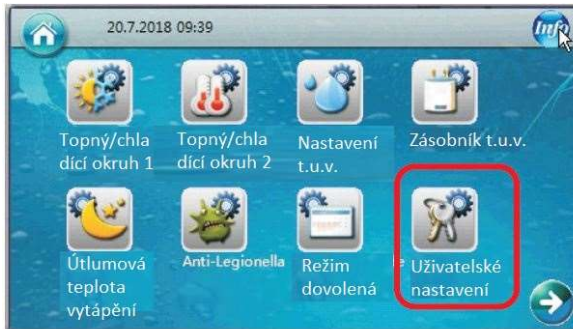 20.7.2018 09:39
Info
Topný/chla
dící okruh 1
Topný/chla
dící okruh 2
Nastavení
t.u.v.
Zásobník t.u.v.
Útlumová
teplota
vytápění
Anti-Legionella
Režim
dovolená
e
Uživatelské
nastavení